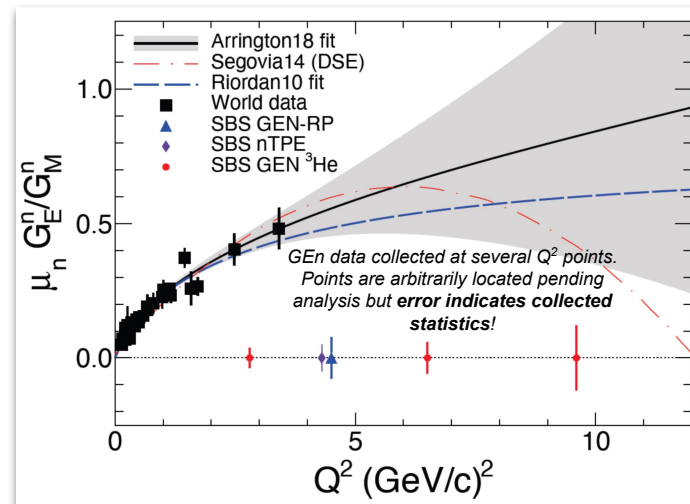 Arrington18 fit
Segovia14 (DSE)
Riordan10 fit
World data
SBS GEN-RP
SBS nTPE
SBS GEN ³He
1.0
0.5
0.0
μₙ G_E^n/G_M^n
GEn data collected at several Q² points.
Points are arbitrarily located pending
analysis but error indicates collected
statistics!
0
5
10
Q² (GeV/c)²